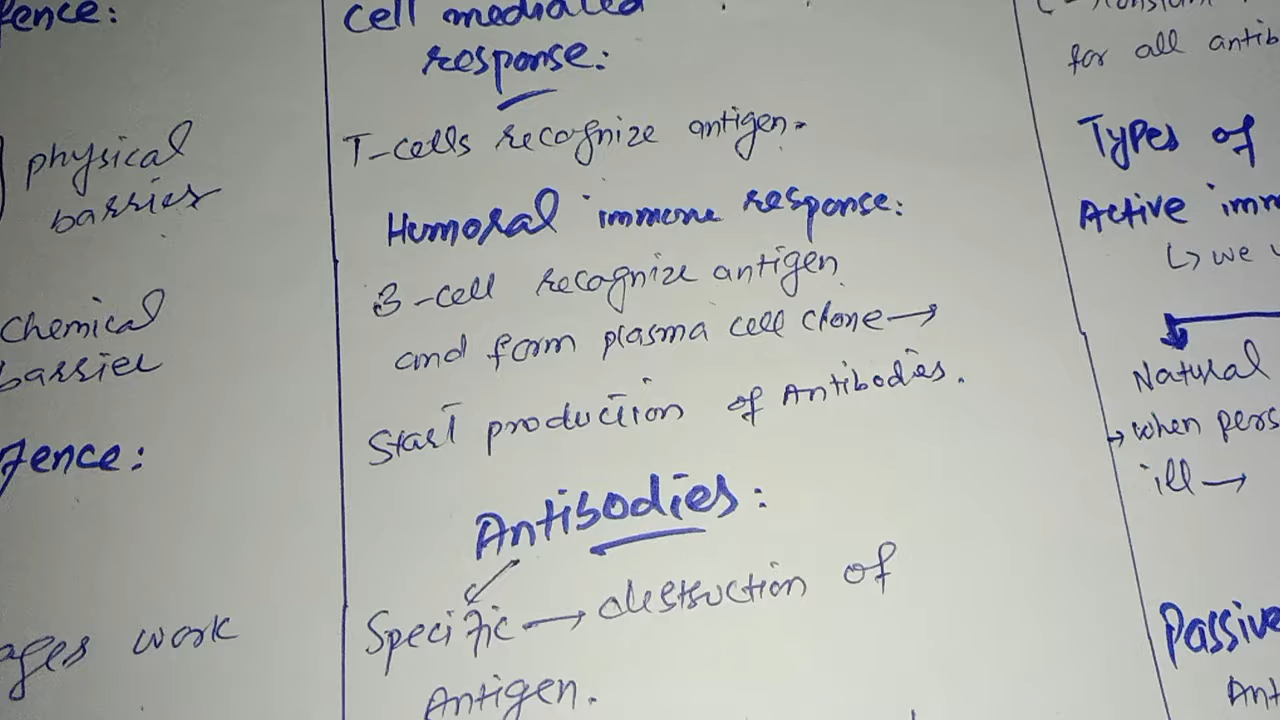 fence:
physical
barrier
chemical
barrier
fence:
ages work
Cell mediated
response:
T-cells recognize antigen.
Humoral immune response:
B-cell recognize antigen
and form plasma cell clone →
Start production of Antibodies.
Antibodies:
Specific → destruction of
Antigen.
for all antib
Types of
Active imm
↳ we
Natural
→ when pers
ill →
Passive
Ant